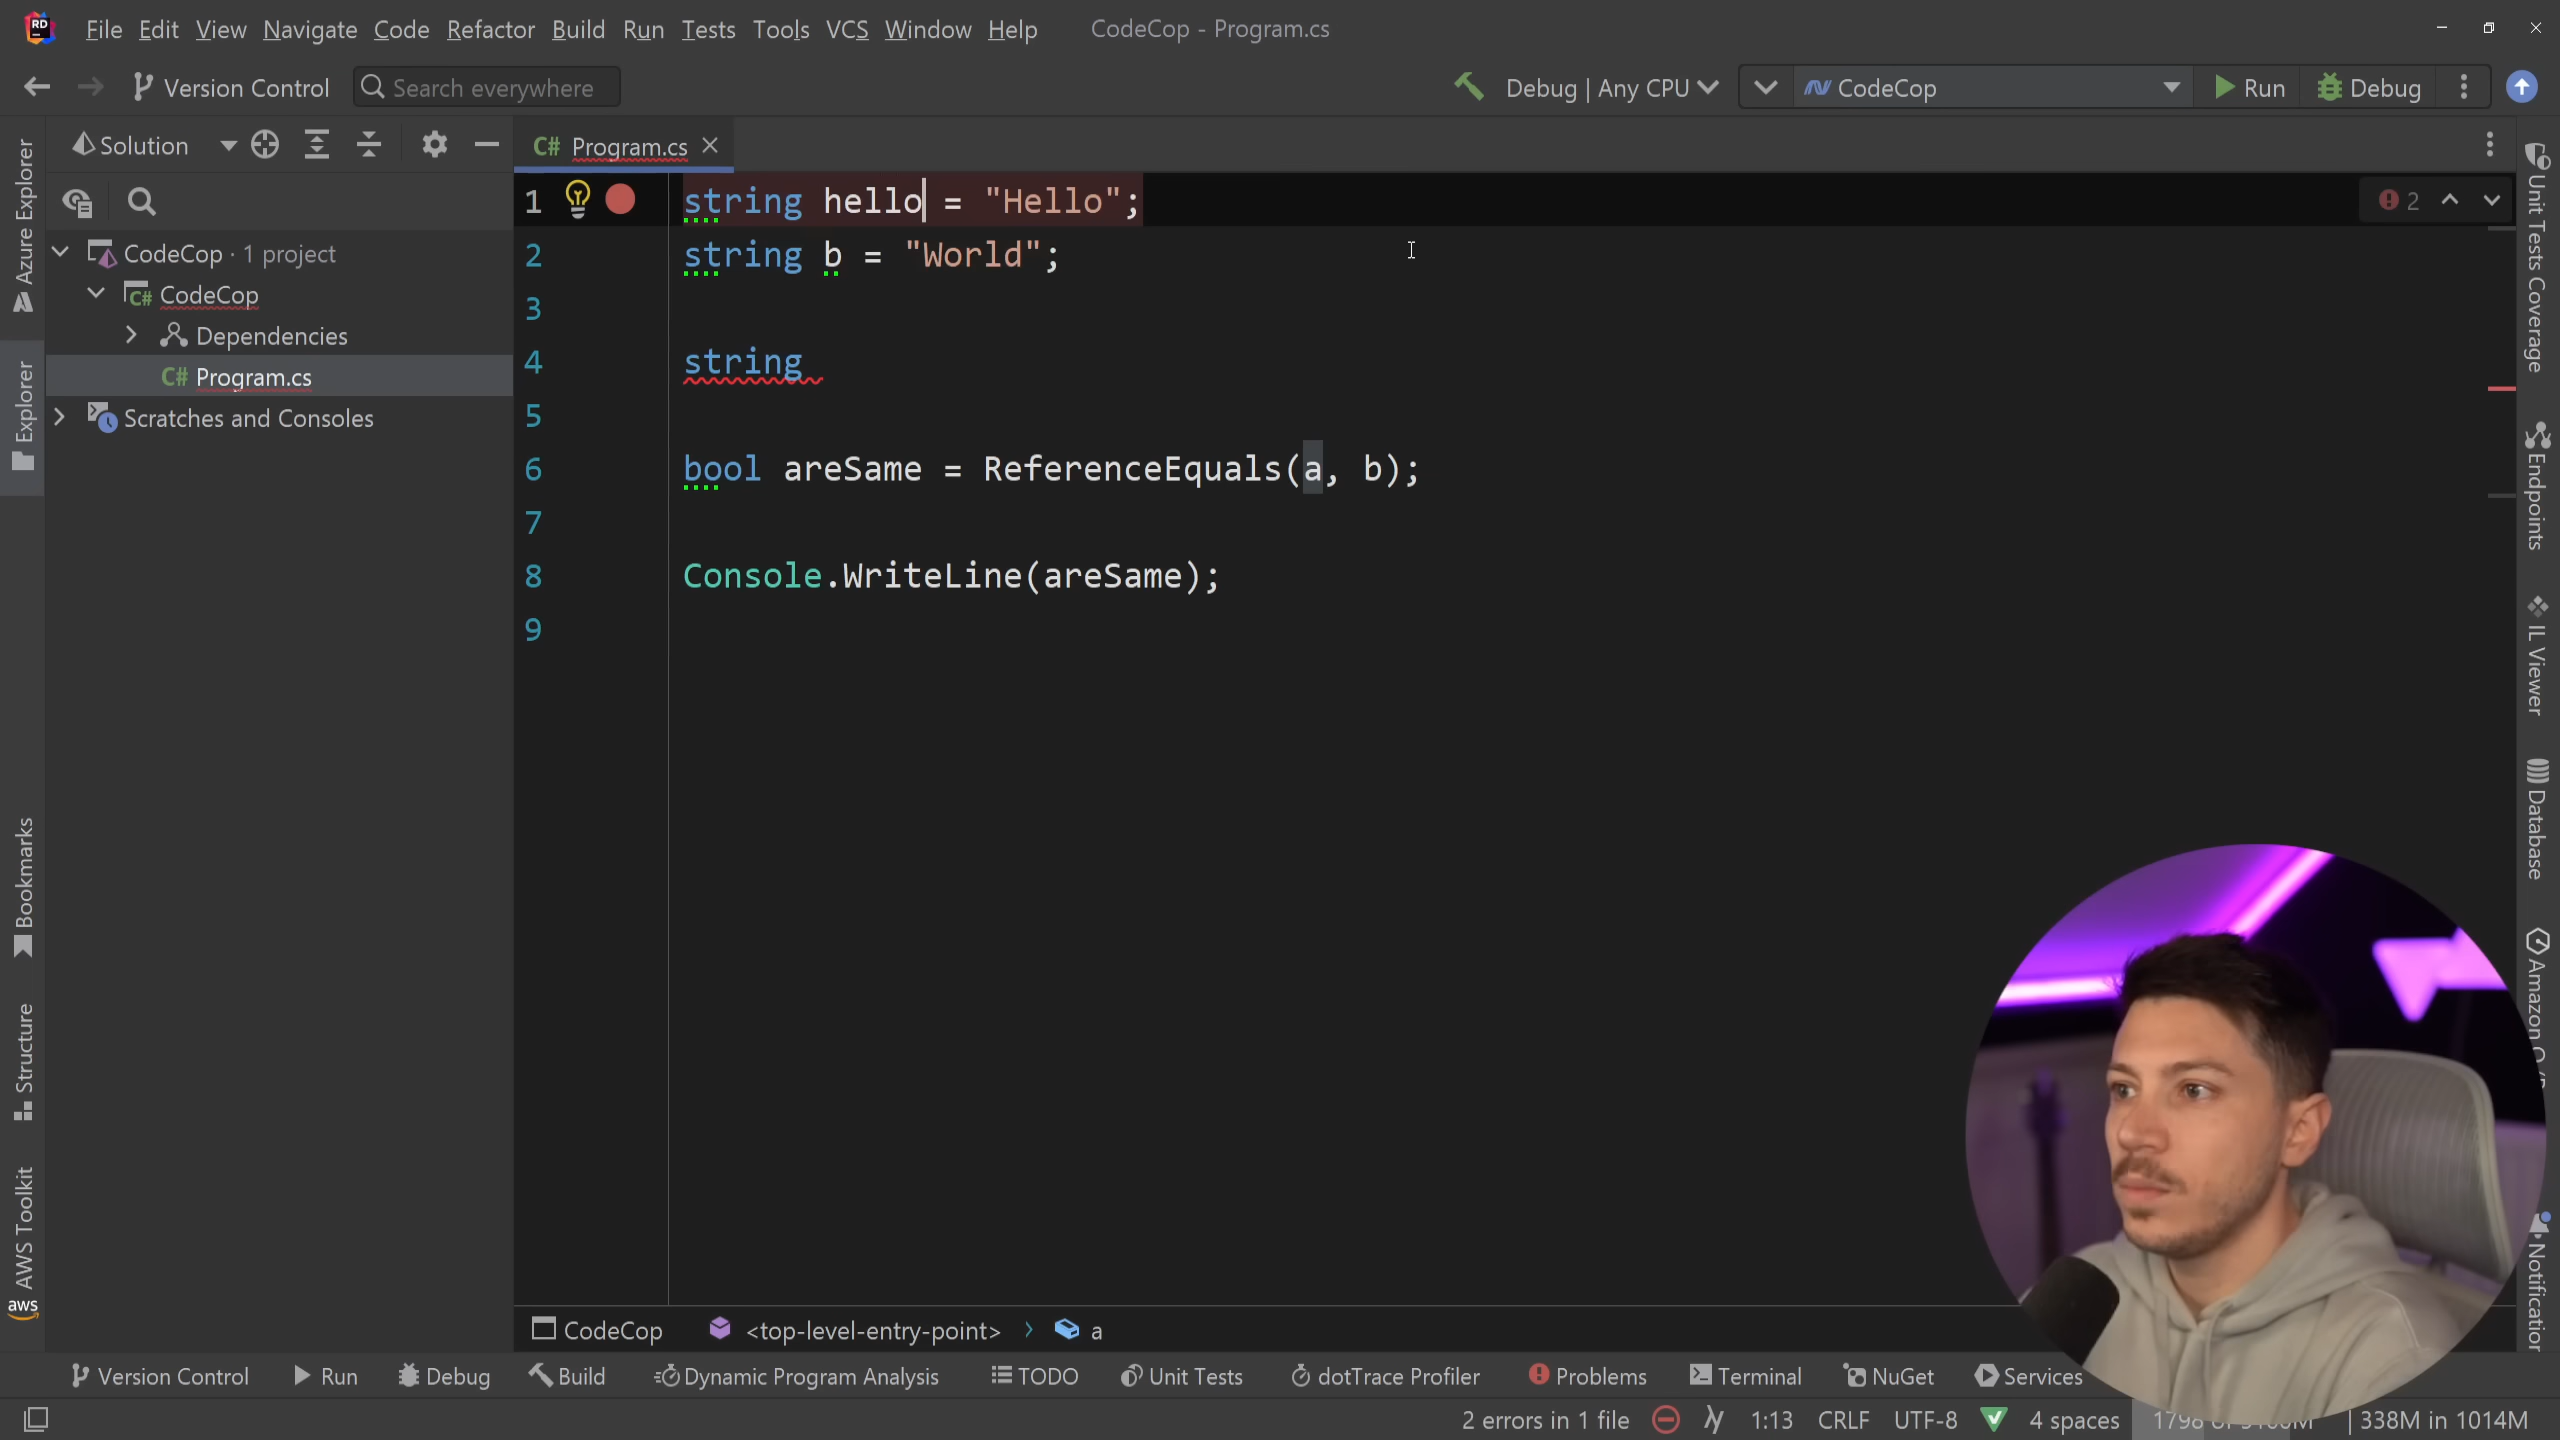 RD File Edit View Navigate Code Refactor Build Run Tests Tools VCS Window Help CodeCop - Program.cs
Version Control Search everywhere Debug | Any CPU CodeCop Run Debug
Solution
C# Program.cs
CodeCop · 1 project
C# CodeCop
Dependencies
C# Program.cs
Scratches and Consoles
1 string hello = "Hello";
2 string b = "World";
3
4 string
5
6 bool areSame = ReferenceEquals(a, b);
7
8 Console.WriteLine(areSame);
9
2
Azure Explorer
Explorer
Bookmarks
Structure
AWS Toolkit
aws
Unit Tests Coverage
Endpoints
IL Viewer
Database
Amazon
Notification
CodeCop <top-level-entry-point> a
Version Control Run Debug Build Dynamic Program Analysis TODO Unit Tests dotTrace Profiler Problems Terminal NuGet Services
2 errors in 1 file 1:13 CRLF UTF-8 4 spaces 338M in 1014M